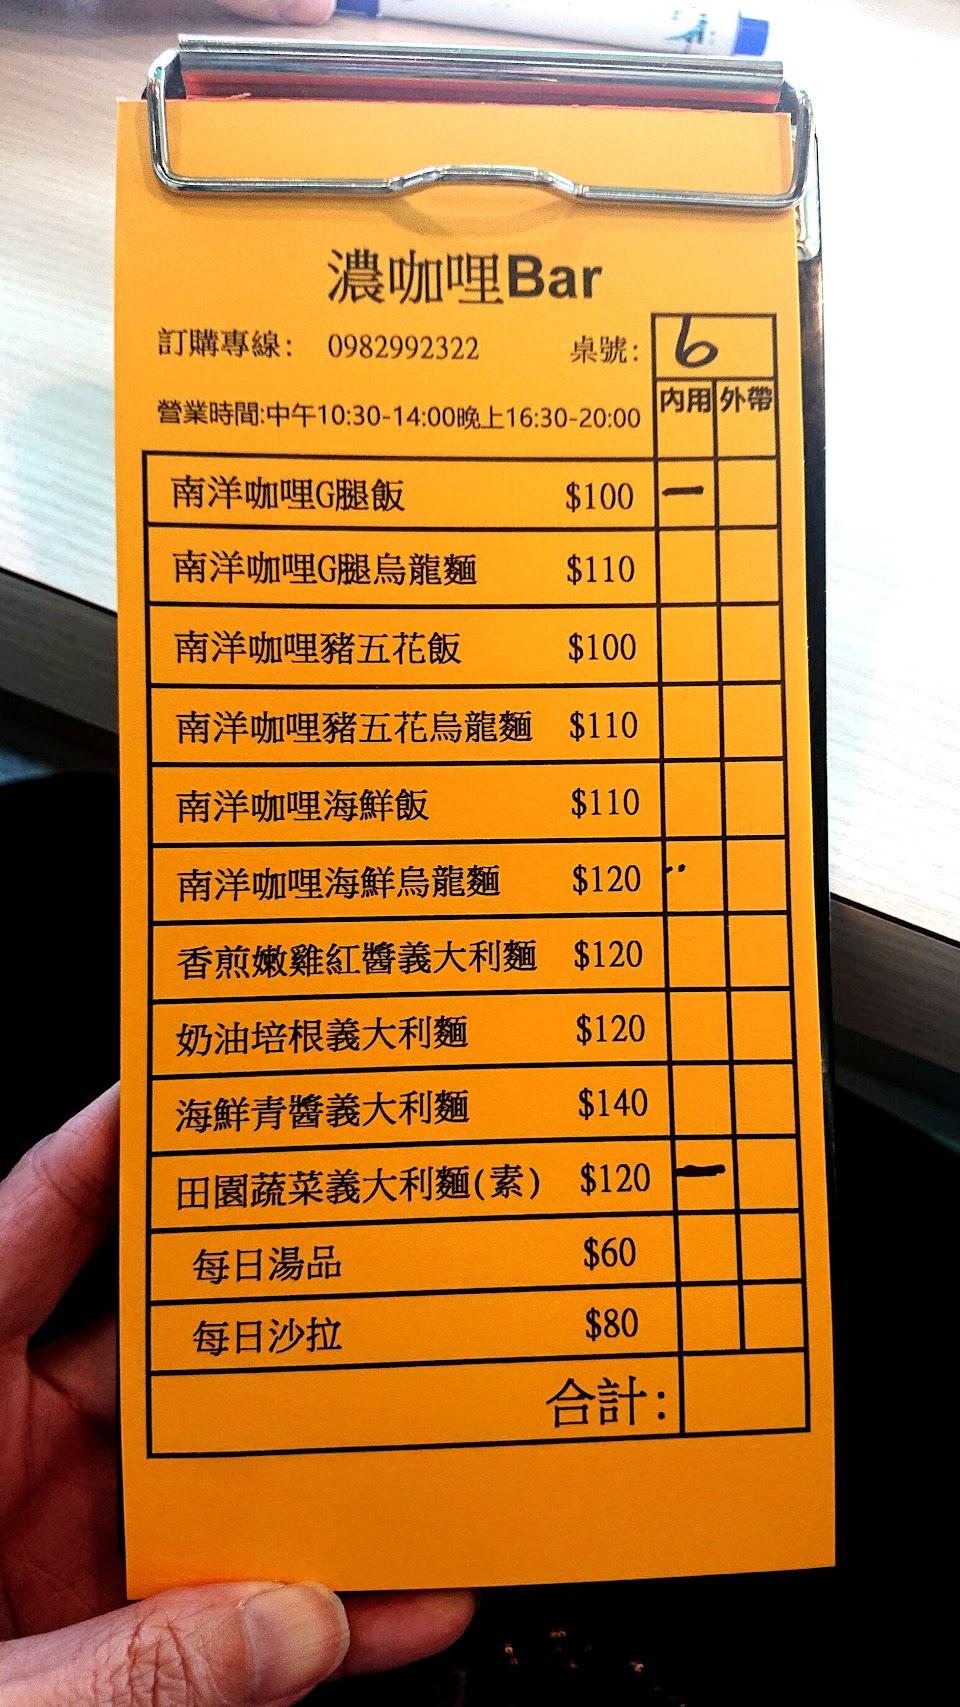 濃咖哩Bar
訂購專線: 0982992322 桌號: 6
內用 外帶
營業時間:中午10:30-14:00晚上16:30-20:00
南洋咖哩G腿飯 $100 一
南洋咖哩G腿烏龍麵 $110
南洋咖哩豬五花飯 $100
南洋咖哩豬五花烏龍麵 $110
南洋咖哩海鮮飯 $110
南洋咖哩海鮮烏龍麵 $120
香煎嫩雞紅醬義大利麵 $120
奶油培根義大利麵 $120
海鮮青醬義大利麵 $140
田園蔬菜義大利麵(素) $120 一
每日湯品 $60
每日沙拉 $80
合計: